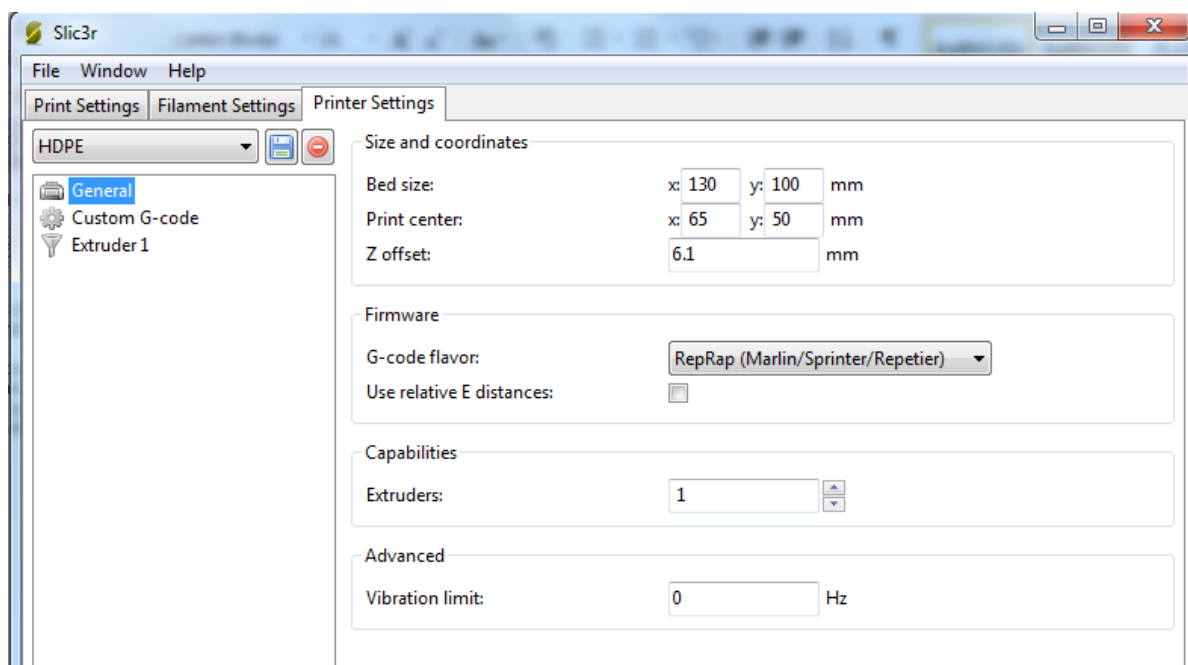 Slic3r
File Window Help
Print Settings Filament Settings Printer Settings
HDPE
General
Custom G-code
Extruder 1
Size and coordinates
Bed size: x: 130 y: 100 mm
Print center: x: 65 y: 50 mm
Z offset: 6.1 mm
Firmware
G-code flavor: RepRap (Marlin/Sprinter/Repetier)
Use relative E distances:
Capabilities
Extruders: 1
Advanced
Vibration limit: 0 Hz